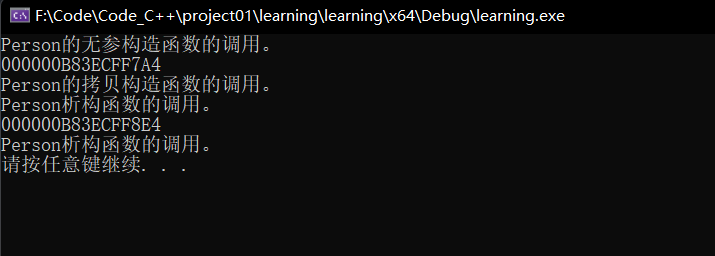 F:\Code\Code_C++\project01\learning\learning\x64\Debug\learning.exe
Person的无参构造函数的调用。
000000B83ECFF7A4
Person的拷贝构造函数的调用。
Person析构函数的调用。
000000B83ECFF8E4
Person析构函数的调用。
请按任意键继续. . .